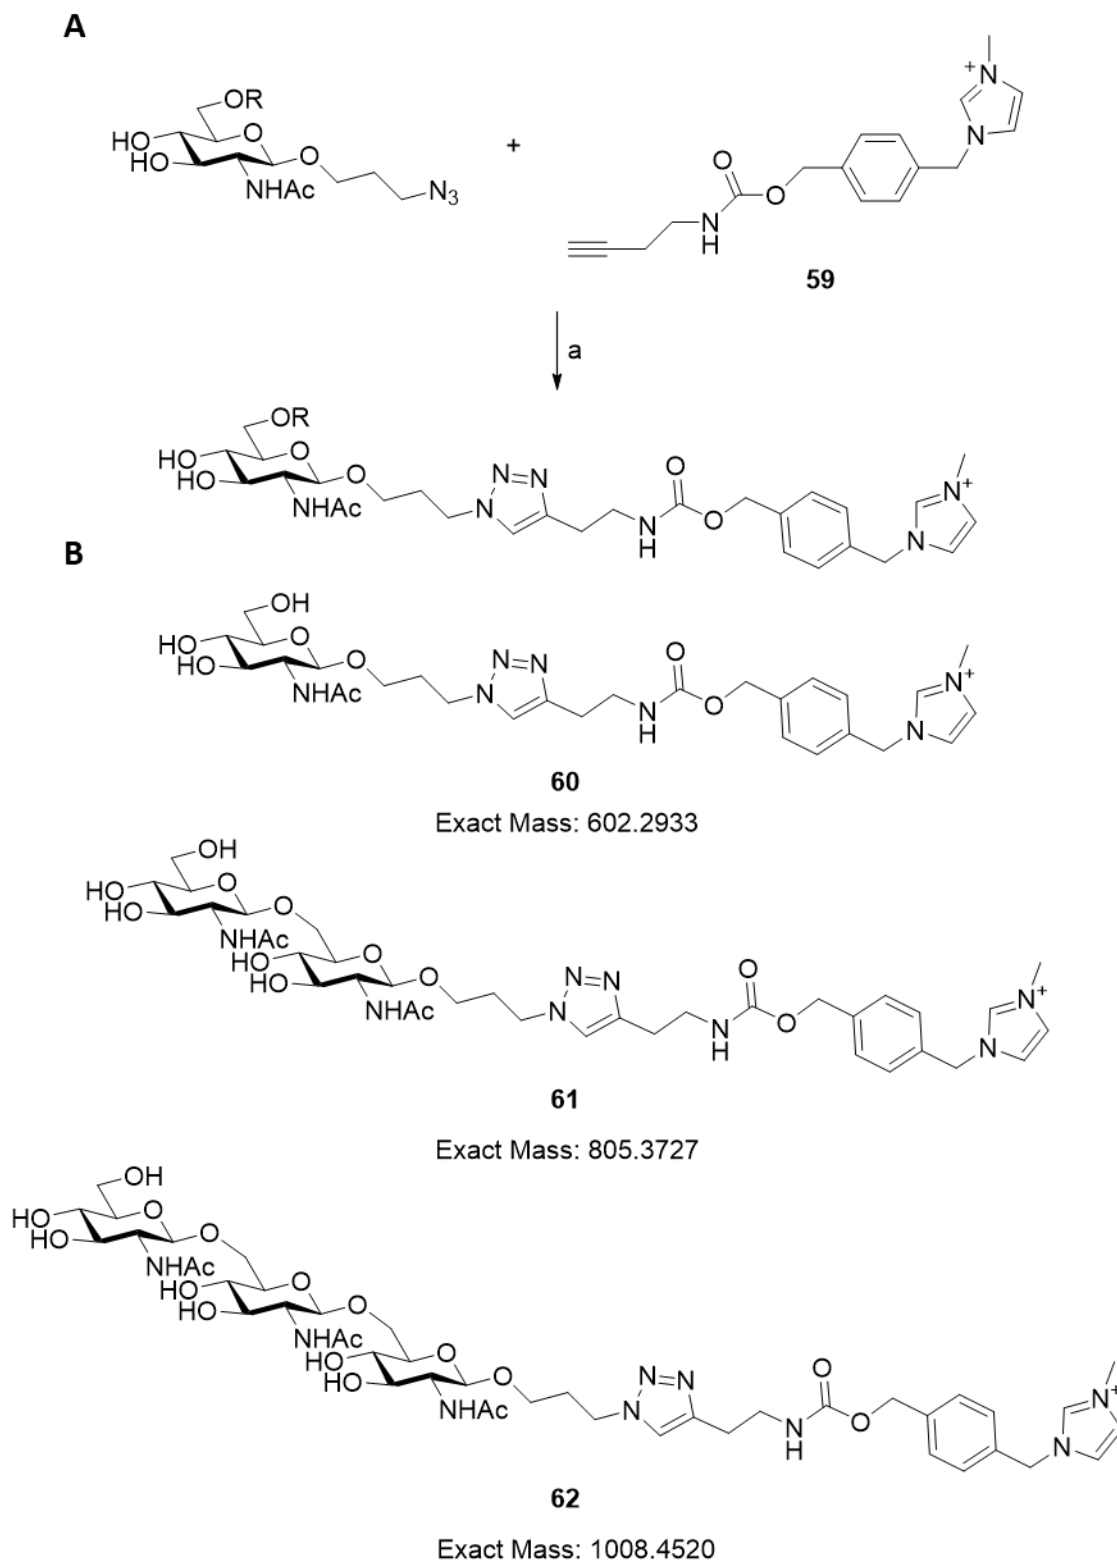 A
OR
HO
HO
O
O
NHAc
N3
+
O
N
H
O
N
+
N
59
a
OR
HO
HO
O
O
NHAc
N=N
N
O
N
H
O
N
N+
B
OH
HO
HO
O
O
NHAc
N=N
N
O
N
H
O
N
N+
60
Exact Mass: 602.2933
OH
HO
HO
O
O
NHAc
HO
HO
O
O
NHAc
N=N
N
O
N
H
O
N
N+
61
Exact Mass: 805.3727
OH
HO
HO
O
O
NHAc
HO
HO
O
O
NHAc
HO
HO
O
O
NHAc
N=N
N
O
N
H
O
N
N+
62
Exact Mass: 1008.4520